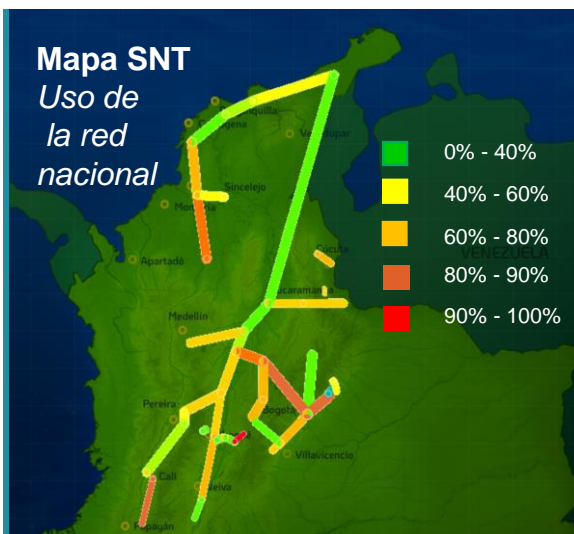 Mapa SNT
Uso de
la red
nacional
0% - 40%
40% - 60%
60% - 80%
80% - 90%
90% - 100%
VENEZUELA
Sincelejo
Apartadó
Cúcuta
Medellín
Pereira
Bogotá
Villavicencio
Cali
Neiva
Popayán